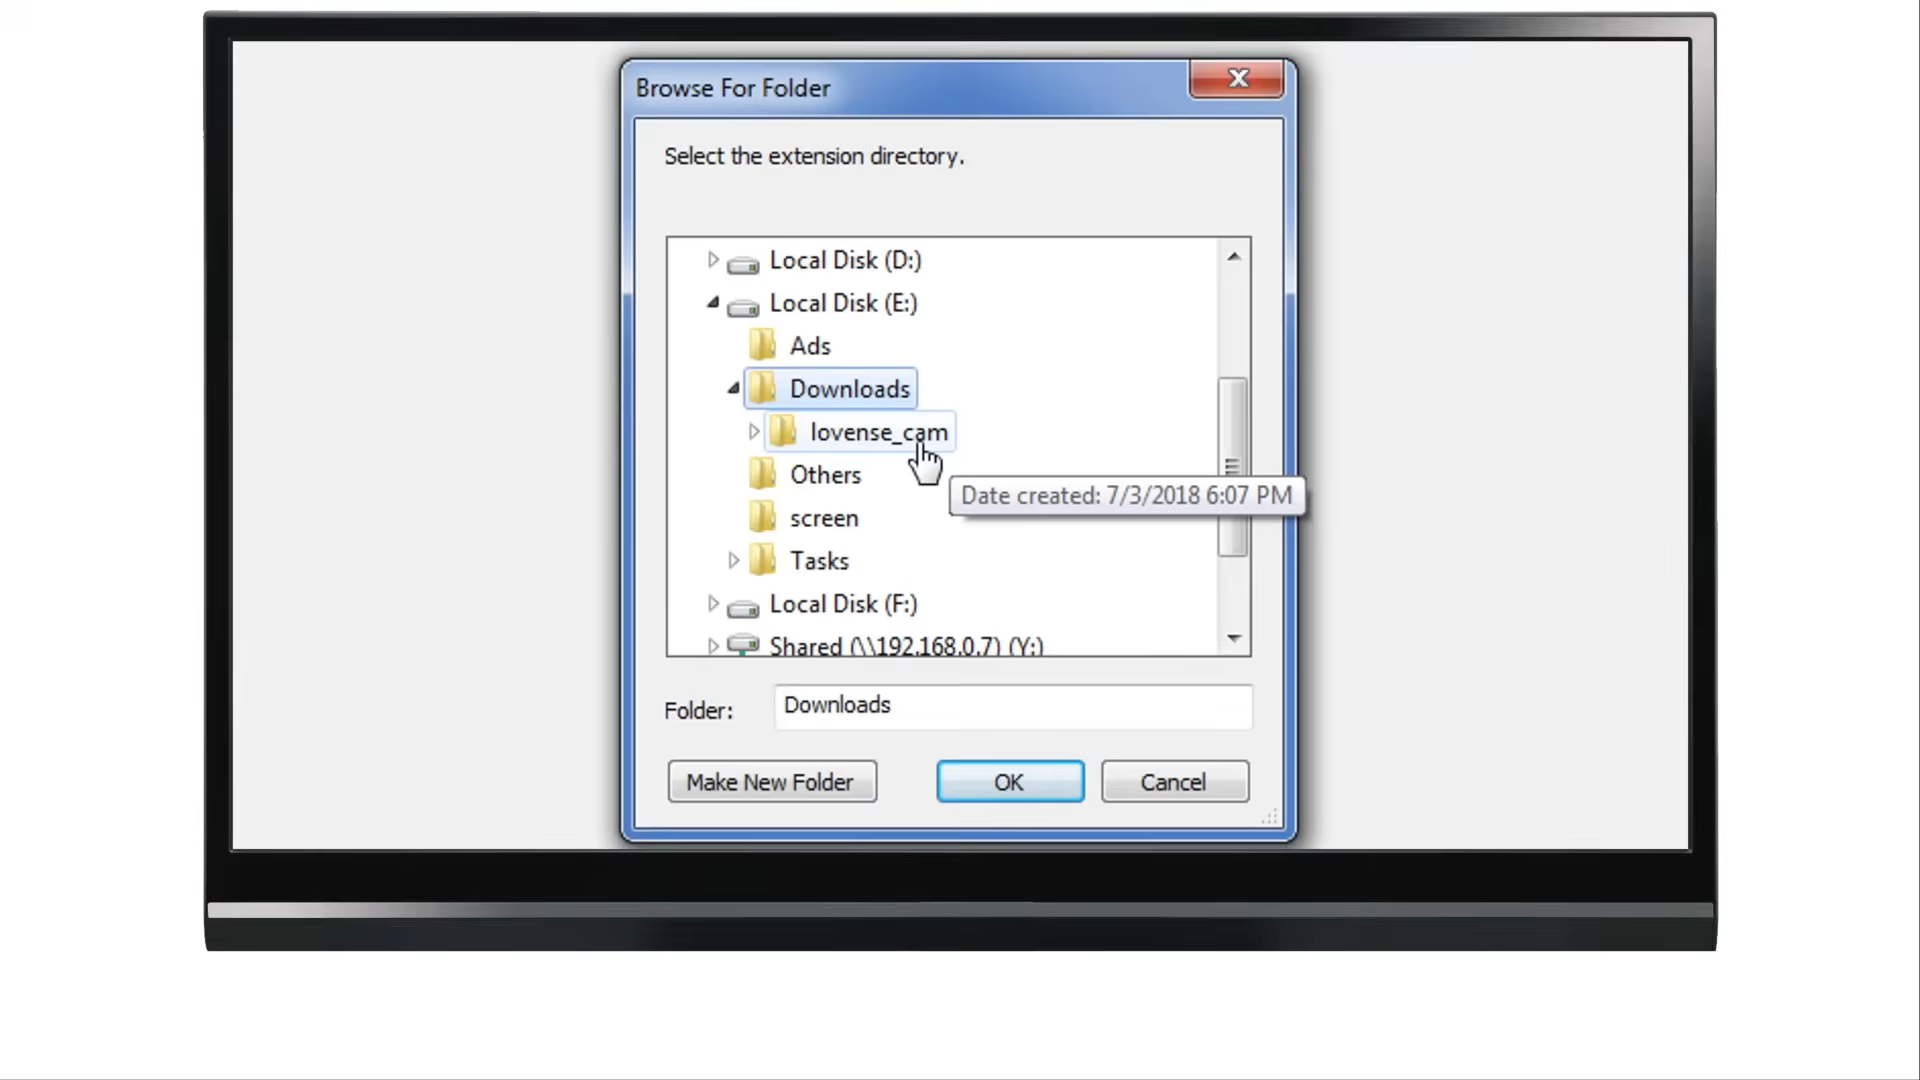 Browse For Folder
Select the extension directory.
Local Disk (D:)
Local Disk (E:)
Ads
Downloads
lovense_cam
Others
Date created: 7/3/2018 6:07 PM
screen
Tasks
Local Disk (F:)
Shared (\\192.168.0.7) (Y:)
Folder: Downloads
Make New Folder OK Cancel